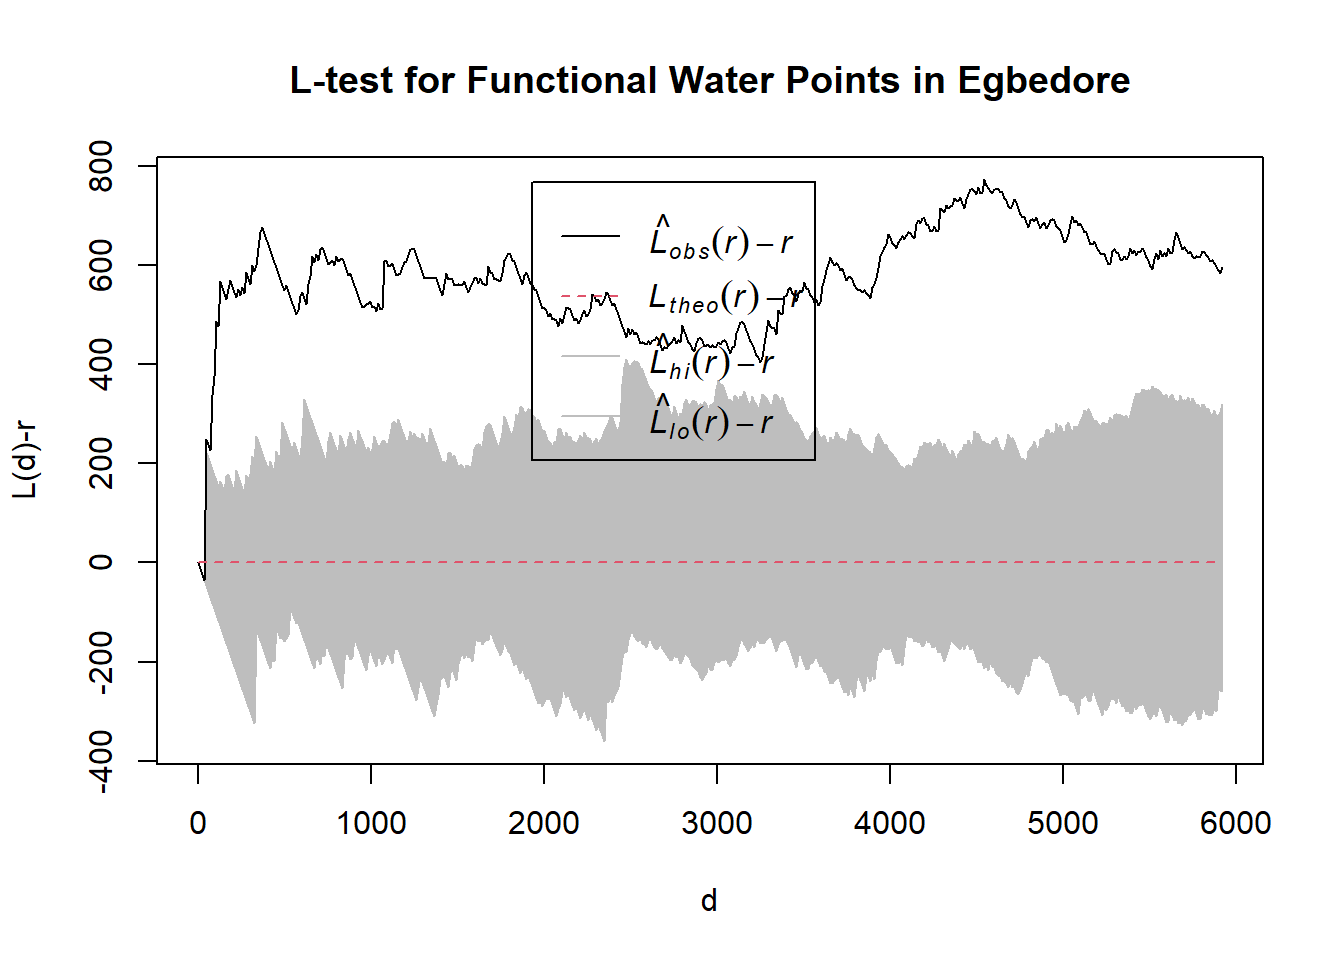 L-test for Functional Water Points in Egbedore
L̂obs(r) – r
Ltheo(r) – r
L̂hi(r) – r
L̂lo(r) – r
L(d)-r
800
600
400
200
0
-200
-400
0 1000 2000 3000 4000 5000 6000
d